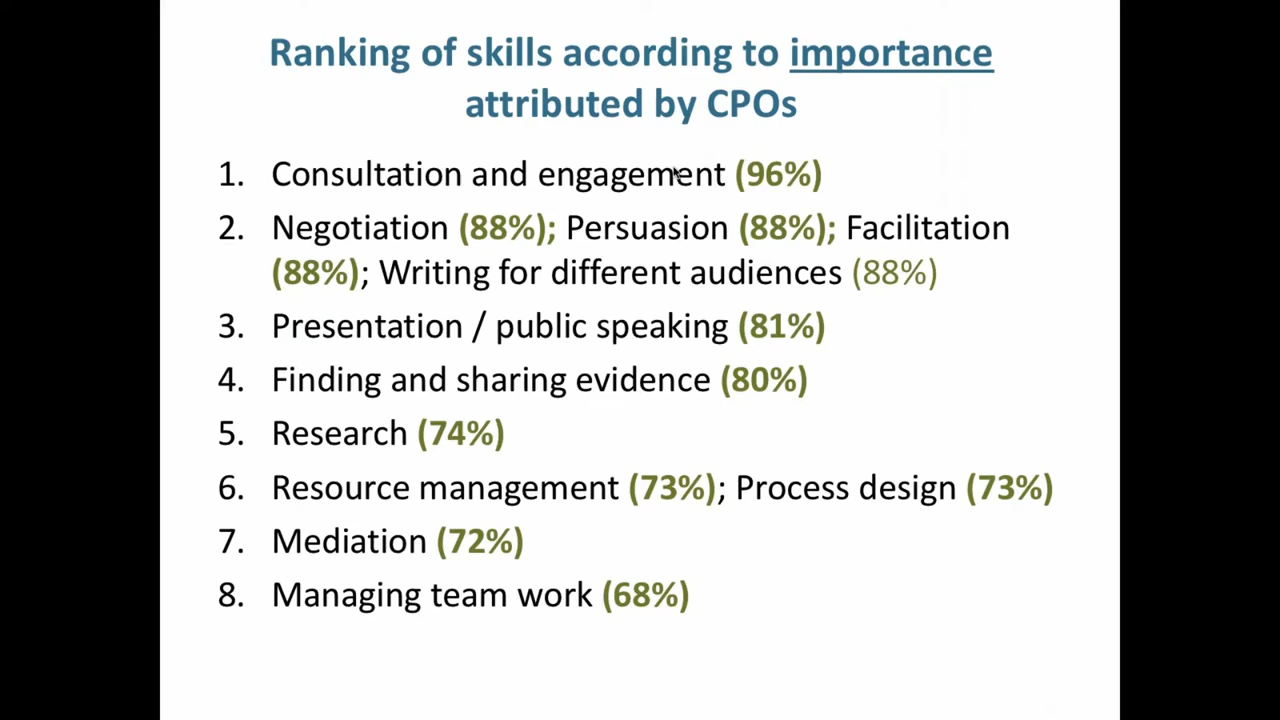 Ranking of skills according to importance
attributed by CPOs
1. Consultation and engagement (96%)
2. Negotiation (88%); Persuasion (88%); Facilitation
(88%); Writing for different audiences (88%)
3. Presentation / public speaking (81%)
4. Finding and sharing evidence (80%)
5. Research (74%)
6. Resource management (73%); Process design (73%)
7. Mediation (72%)
8. Managing team work (68%)